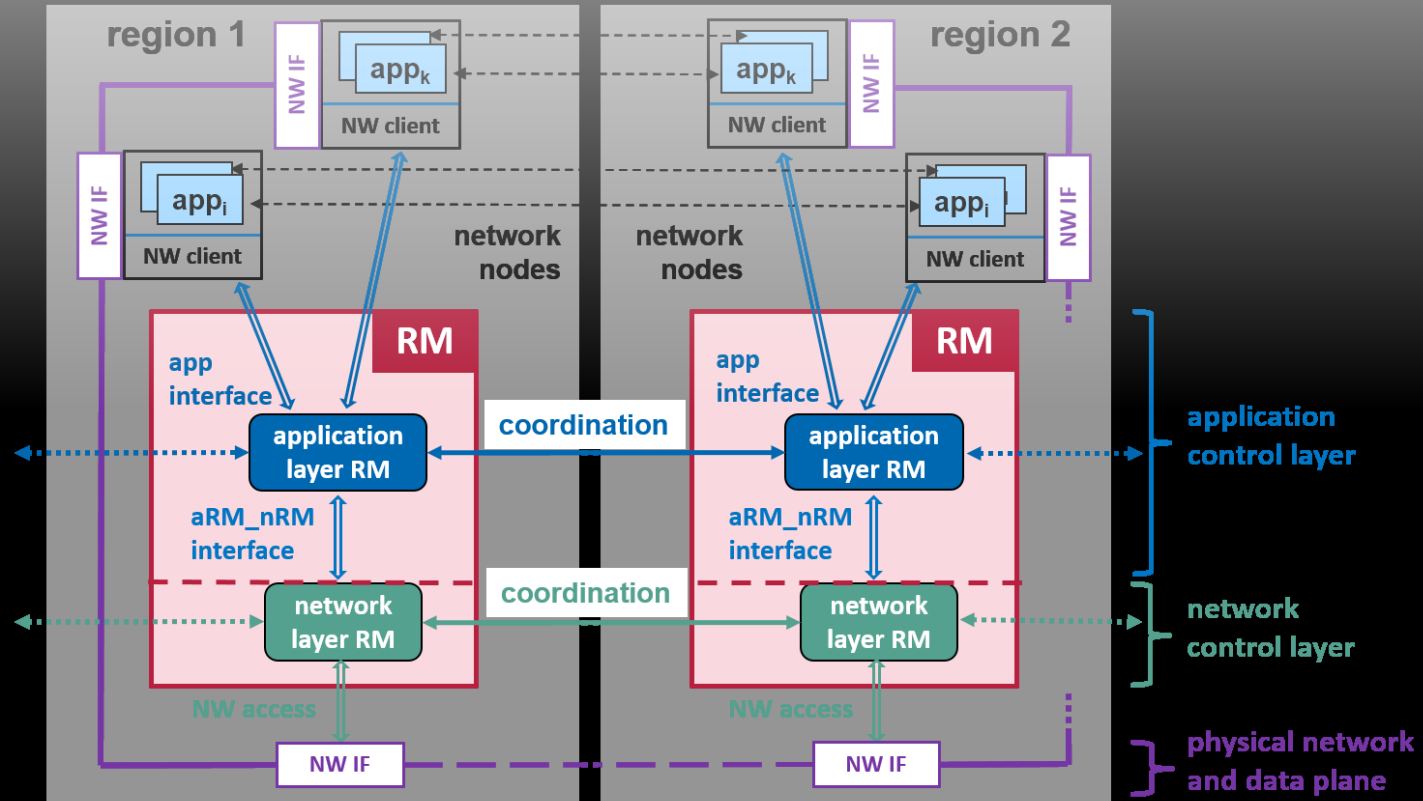 region 1
region 2
NW IF
app_k
NW client
app_k
NW client
NW IF
NW IF
app_i
NW client
app_i
NW client
NW IF
network
nodes
network
nodes
RM
RM
app
interface
app
interface
coordination
application
layer RM
application
layer RM
application
control layer
aRM_nRM
interface
aRM_nRM
interface
coordination
network
layer RM
network
layer RM
network
control layer
NW access
NW access
NW IF
NW IF
physical network
and data plane